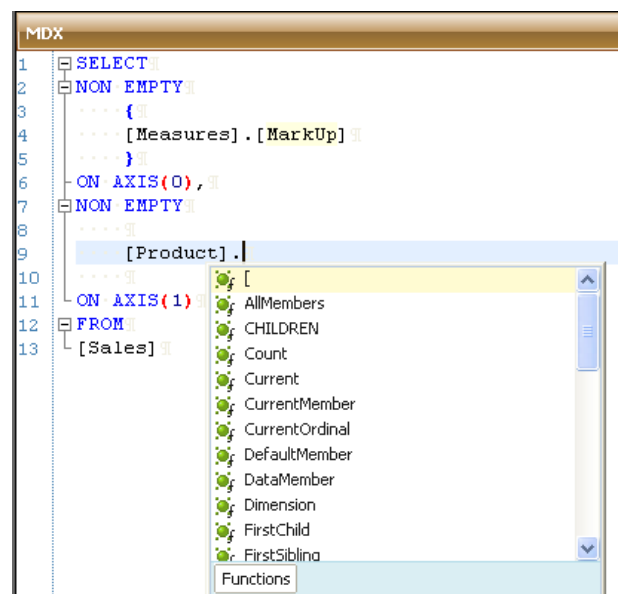 MDX
1 SELECT
2 NON EMPTY
3 {
4 [Measures].[MarkUp]
5 }
6 ON AXIS(0),
7 NON EMPTY
8
9 [Product].
10
11 ON AXIS(1)
12 FROM
13 [Sales]
[
AllMembers
CHILDREN
Count
Current
CurrentMember
CurrentOrdinal
DefaultMember
DataMember
Dimension
FirstChild
FirstSibling
Functions